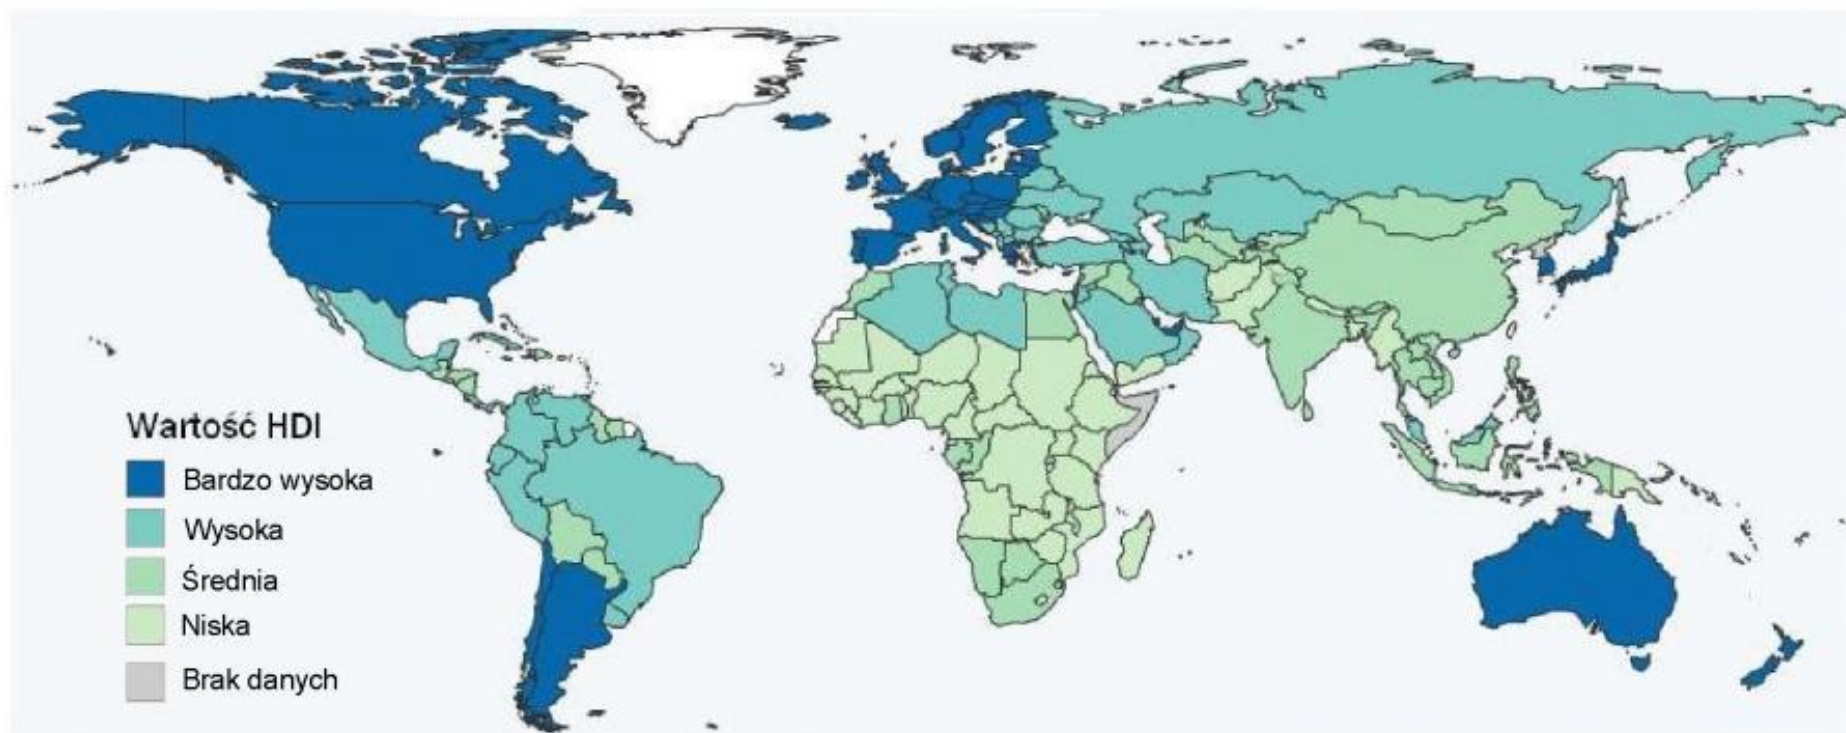 Wartość HDI
Bardzo wysoka
Wysoka
Średnia
Niska
Brak danych